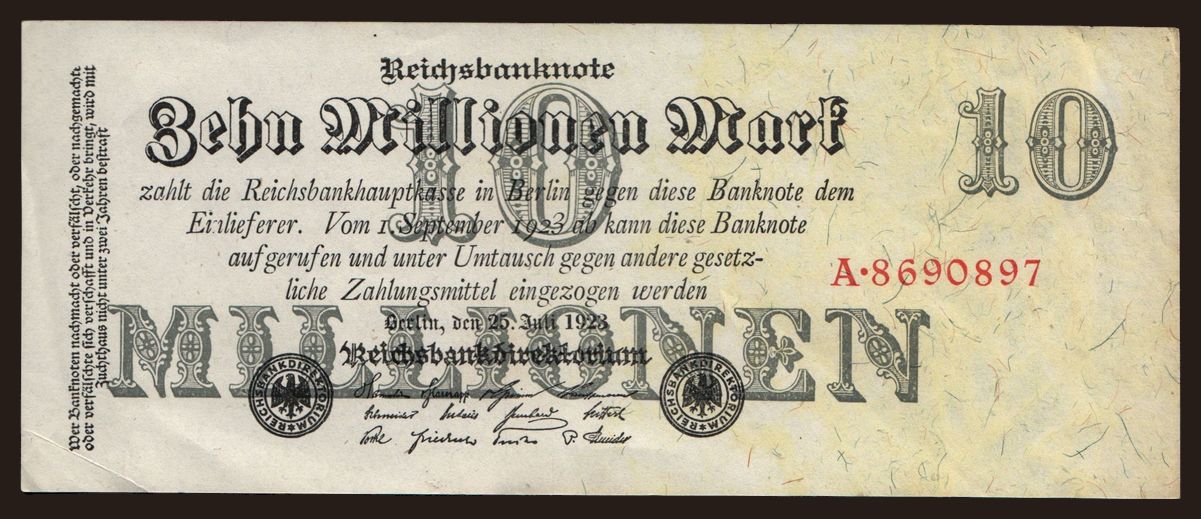 Reichsbanknote
Zehn Millionen Mark
10
10
zahlt die Reichsbankhauptkasse in Berlin gegen diese Banknote dem
Einlieferer. Vom 1. September 1923 ab kann diese Banknote
aufgerufen und unter Umtausch gegen andere gesetz-
liche Zahlungsmittel eingezogen werden
A·8690897
MILLIONEN
Berlin, den 25. Juli 1923
Reichsbankdirektorium
REICHSBANKDIREKTORIUM
REICHSBANKDIREKTORIUM
Wer Banknoten nachmacht oder verfälscht, oder nachgemachte
oder verfälschte sich verschafft und in Verkehr bringt, wird mit
Zuchthaus nicht unter zwei Jahren bestraft